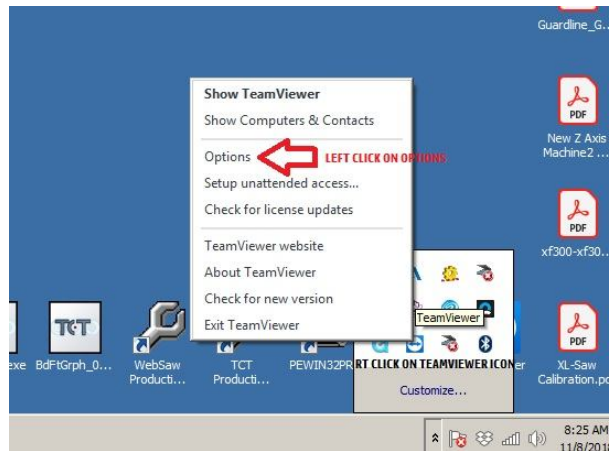 Guardline_G...
Show TeamViewer
Show Computers & Contacts
Options
LEFT CLICK ON OPTIONS
Setup unattended access...
Check for license updates
TeamViewer website
About TeamViewer
Check for new version
Exit TeamViewer
PDF
New Z Axis
Machine2 ...
PDF
xf300-xf30...
TeamViewer
RT CLICK ON TEAMVIEWER ICON
Customize...
exe
TCT
BdFtGrph_0...
WebSaw
Producti...
TCT
Producti...
PEWIN32PR
er
PDF
XL-Saw
Calibration.pd
8:25 AM
11/8/201